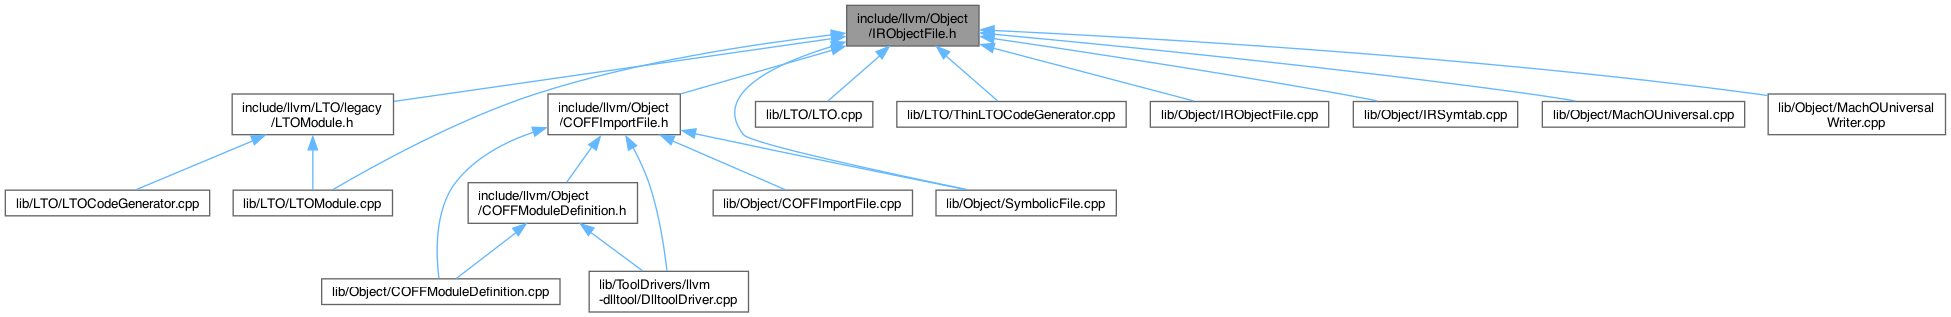 include/llvm/Object
/IRObjectFile.h
include/llvm/LTO/legacy
/LTOModule.h
include/llvm/Object
/COFFImportFile.h
lib/LTO/LTO.cpp
lib/LTO/ThinLTOCodeGenerator.cpp
lib/Object/IRObjectFile.cpp
lib/Object/IRSymtab.cpp
lib/Object/MachOUniversal.cpp
lib/Object/MachOUniversal
Writer.cpp
lib/LTO/LTOCodeGenerator.cpp
lib/LTO/LTOModule.cpp
include/llvm/Object
/COFFModuleDefinition.h
lib/Object/COFFImportFile.cpp
lib/Object/SymbolicFile.cpp
lib/Object/COFFModuleDefinition.cpp
lib/ToolDrivers/llvm
-dlltool/DlltoolDriver.cpp